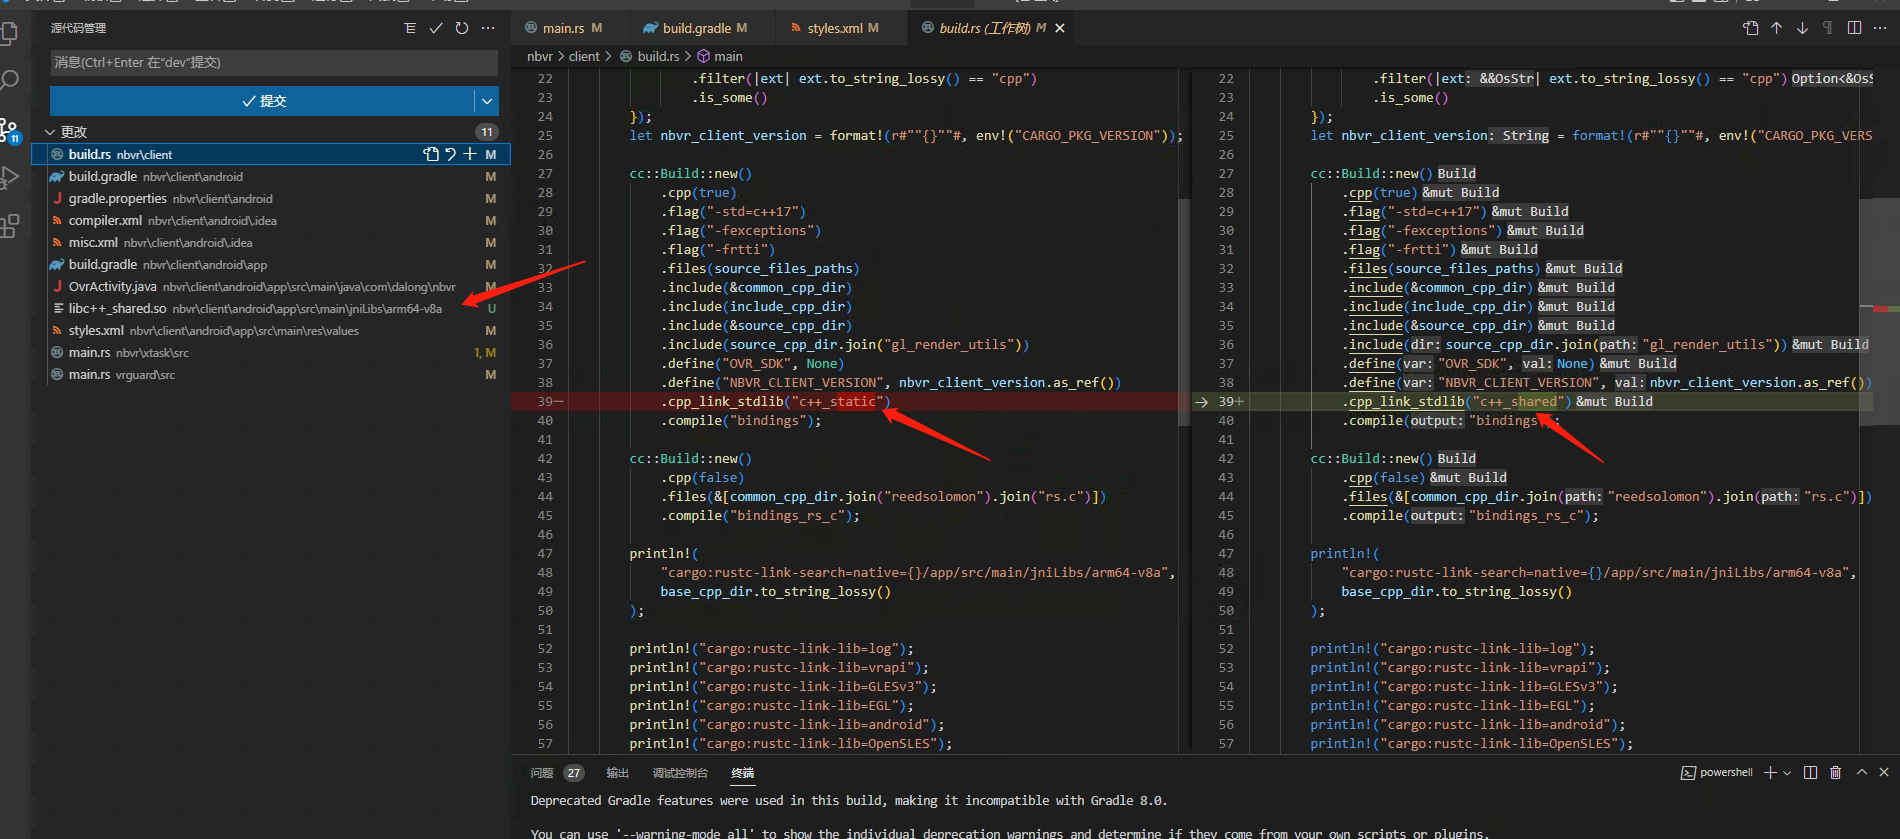 源代码管理
消息(Ctrl+Enter 在"dev"提交)
提交
更改 11
build.rs nbvr\client M
build.gradle nbvr\client\android M
gradle.properties nbvr\client\android M
compiler.xml nbvr\client\android\.idea M
misc.xml nbvr\client\android\.idea M
build.gradle nbvr\client\android\app M
OvrActivity.java nbvr\client\android\app\src\main\java\com\dalong\nbvr M
libc++_shared.so nbvr\client\android\app\src\main\jniLibs\arm64-v8a U
styles.xml nbvr\client\android\app\src\main\res\values M
main.rs nbvr\xtask\src 1, M
main.rs vrguard\src M
11
main.rs M
build.gradle M
styles.xml M
build.rs (工作树) M
nbvr > client > build.rs > main
22 .filter(|ext| ext.to_string_lossy() == "cpp")
23 .is_some()
24 });
25 let nbvr_client_version = format!(r#""{}""#, env!("CARGO_PKG_VERSION"));
26
27 cc::Build::new()
28 .cpp(true)
29 .flag("-std=c++17")
30 .flag("-fexceptions")
31 .flag("-frtti")
32 .files(source_files_paths)
33 .include(&common_cpp_dir)
34 .include(include_cpp_dir)
35 .include(&source_cpp_dir)
36 .include(source_cpp_dir.join("gl_render_utils"))
37 .define("OVR_SDK", None)
38 .define("NBVR_CLIENT_VERSION", nbvr_client_version.as_ref())
39− .cpp_link_stdlib("c++_static")
40 .compile("bindings");
41
42 cc::Build::new()
43 .cpp(false)
44 .files(&[common_cpp_dir.join("reedsolomon").join("rs.c")])
45 .compile("bindings_rs_c");
46
47 println!(
48 "cargo:rustc-link-search=native={}/app/src/main/jniLibs/arm64-v8a",
49 base_cpp_dir.to_string_lossy()
50 );
51
52 println!("cargo:rustc-link-lib=log");
53 println!("cargo:rustc-link-lib=vrapi");
54 println!("cargo:rustc-link-lib=GLESv3");
55 println!("cargo:rustc-link-lib=EGL");
56 println!("cargo:rustc-link-lib=android");
57 println!("cargo:rustc-link-lib=OpenSLES");
22 .filter(|ext: &&OsStr| ext.to_string_lossy() == "cpp") Option<&OsS
23 .is_some()
24 });
25 let nbvr_client_version: String = format!(r#""{}""#, env!("CARGO_PKG_VERS
26
27 cc::Build::new() Build
28 .cpp(true) &mut Build
29 .flag("-std=c++17") &mut Build
30 .flag("-fexceptions") &mut Build
31 .flag("-frtti") &mut Build
32 .files(source_files_paths) &mut Build
33 .include(&common_cpp_dir) &mut Build
34 .include(include_cpp_dir) &mut Build
35 .include(&source_cpp_dir) &mut Build
36 .include(dir: source_cpp_dir.join(path: "gl_render_utils")) &mut Build
37 .define(var: "OVR_SDK", val: None) &mut Build
38 .define(var: "NBVR_CLIENT_VERSION", val: nbvr_client_version.as_ref())
39+ .cpp_link_stdlib("c++_shared") &mut Build
40 .compile(output: "bindings");
41
42 cc::Build::new() Build
43 .cpp(false) &mut Build
44 .files(&[common_cpp_dir.join(path: "reedsolomon").join(path: "rs.c")])
45 .compile(output: "bindings_rs_c");
46
47 println!(
48 "cargo:rustc-link-search=native={}/app/src/main/jniLibs/arm64-v8a",
49 base_cpp_dir.to_string_lossy()
50 );
51
52 println!("cargo:rustc-link-lib=log");
53 println!("cargo:rustc-link-lib=vrapi");
54 println!("cargo:rustc-link-lib=GLESv3");
55 println!("cargo:rustc-link-lib=EGL");
56 println!("cargo:rustc-link-lib=android");
57 println!("cargo:rustc-link-lib=OpenSLES");
问题 27 输出 调试控制台 终端 powershell
Deprecated Gradle features were used in this build, making it incompatible with Gradle 8.0.
You can use '--warning-mode all' to show the individual deprecation warnings and determine if they come from your own scripts or plugins.